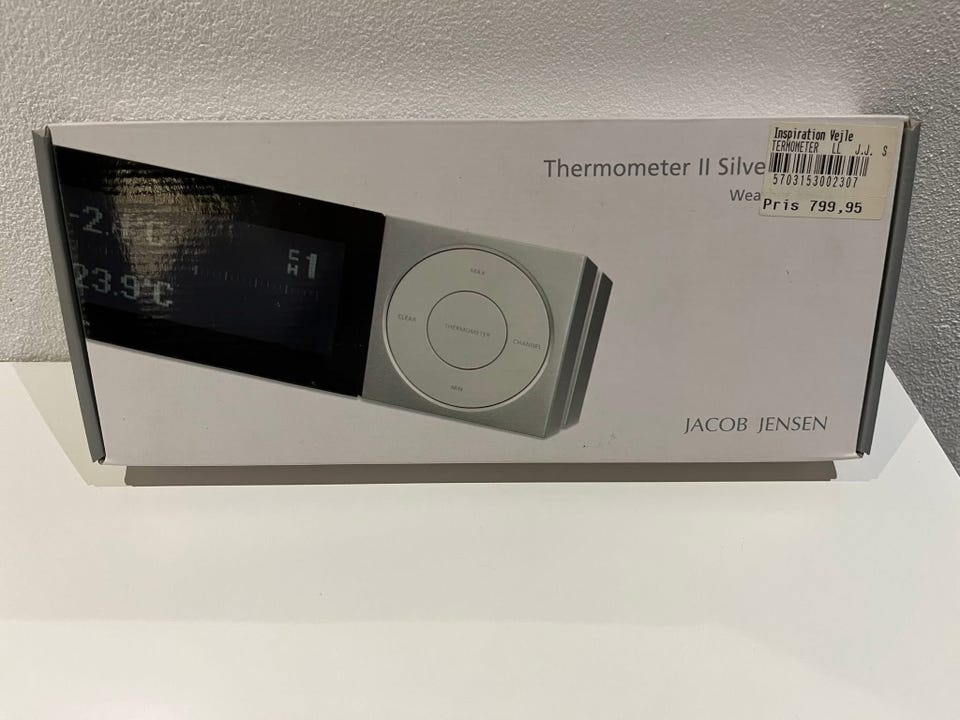 Inspiration Vejle
TERMOMETER LL J.J. S
5703153002307
Pris 799,95
Thermometer II Silve
Wea
CH1
23.9°C
MAX
CLEAR
THERMOMETER
CHANNEL
MIN
JACOB JENSEN